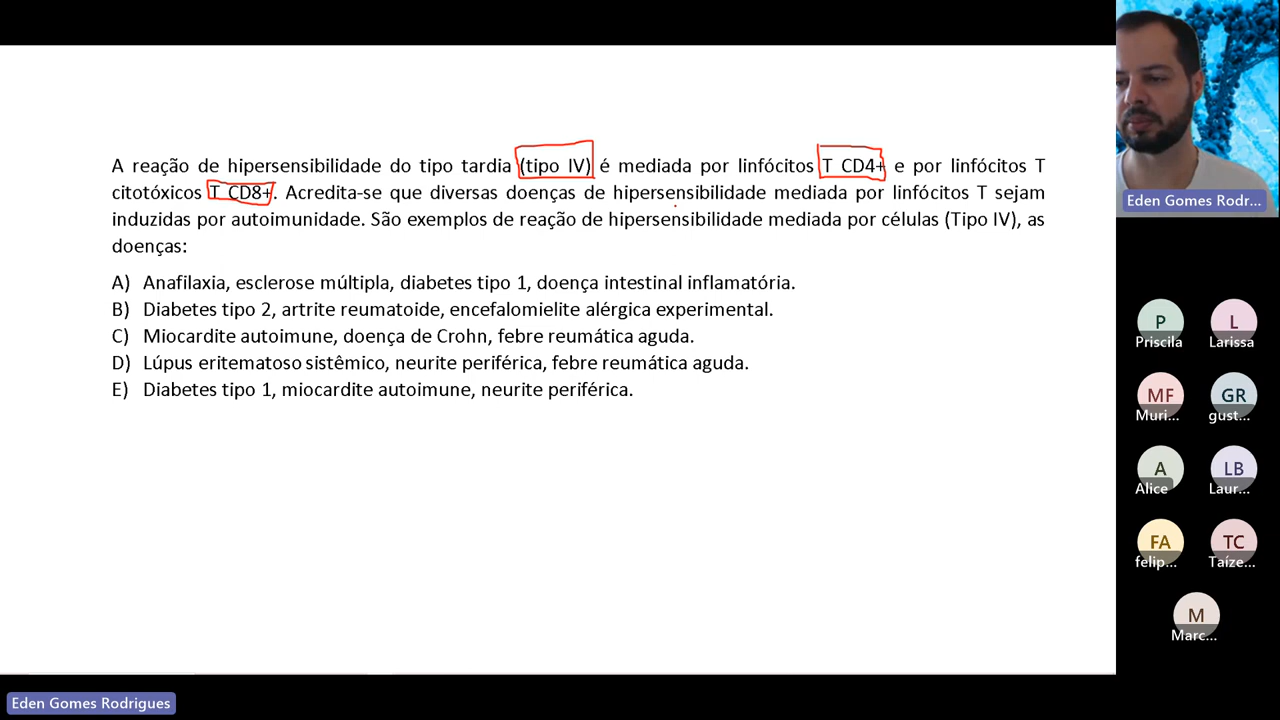 A reação de hipersensibilidade do tipo tardia (tipo IV) é mediada por linfócitos T CD4+ e por linfócitos T
citotóxicos T CD8+. Acredita-se que diversas doenças de hipersensibilidade mediada por linfócitos T sejam
induzidas por autoimunidade. São exemplos de reação de hipersensibilidade mediada por células (Tipo IV), as
doenças:
A) Anafilaxia, esclerose múltipla, diabetes tipo 1, doença intestinal inflamatória.
B) Diabetes tipo 2, artrite reumatoide, encefalomielite alérgica experimental.
C) Miocardite autoimune, doença de Crohn, febre reumática aguda.
D) Lúpus eritematoso sistêmico, neurite periférica, febre reumática aguda.
E) Diabetes tipo 1, miocardite autoimune, neurite periférica.
Eden Gomes Rodr...
P
Priscila
L
Larissa
MF
Muri...
GR
gust...
A
Alice
LB
Laur...
FA
felip...
TC
Taíze...
M
Marc...
Eden Gomes Rodrigues